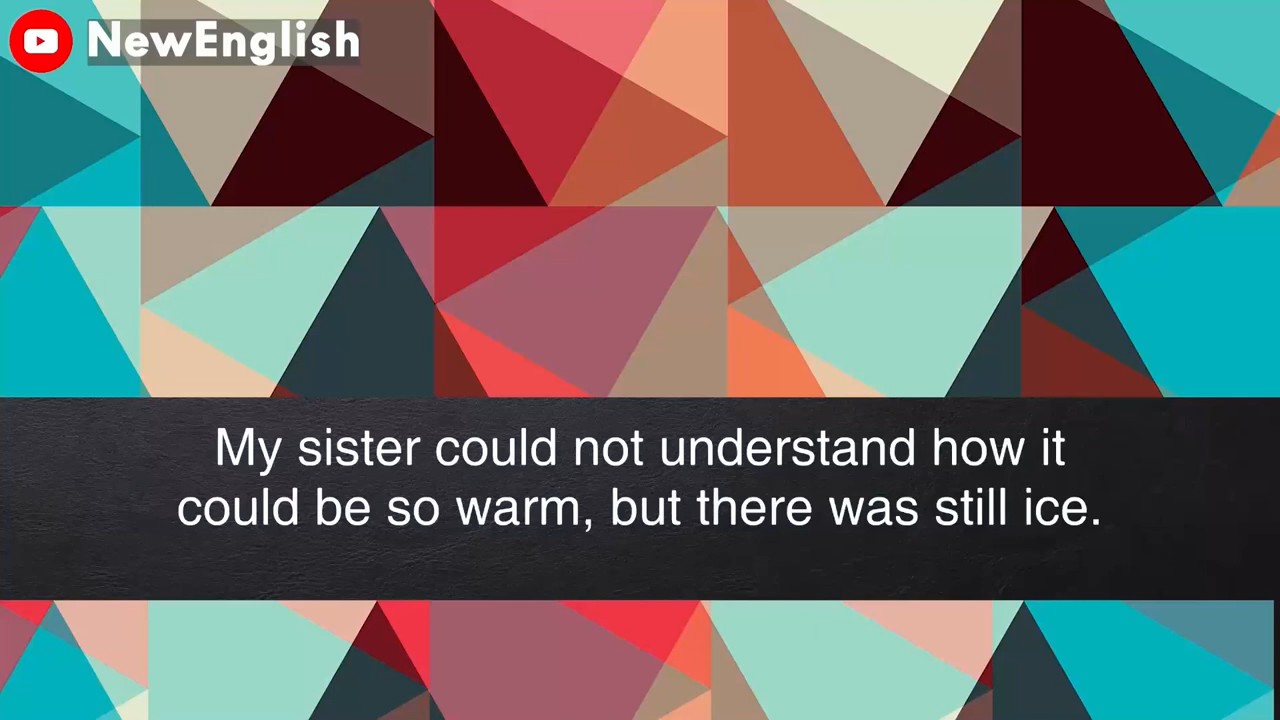 NewEnglish
My sister could not understand how it
could be so warm, but there was still ice.